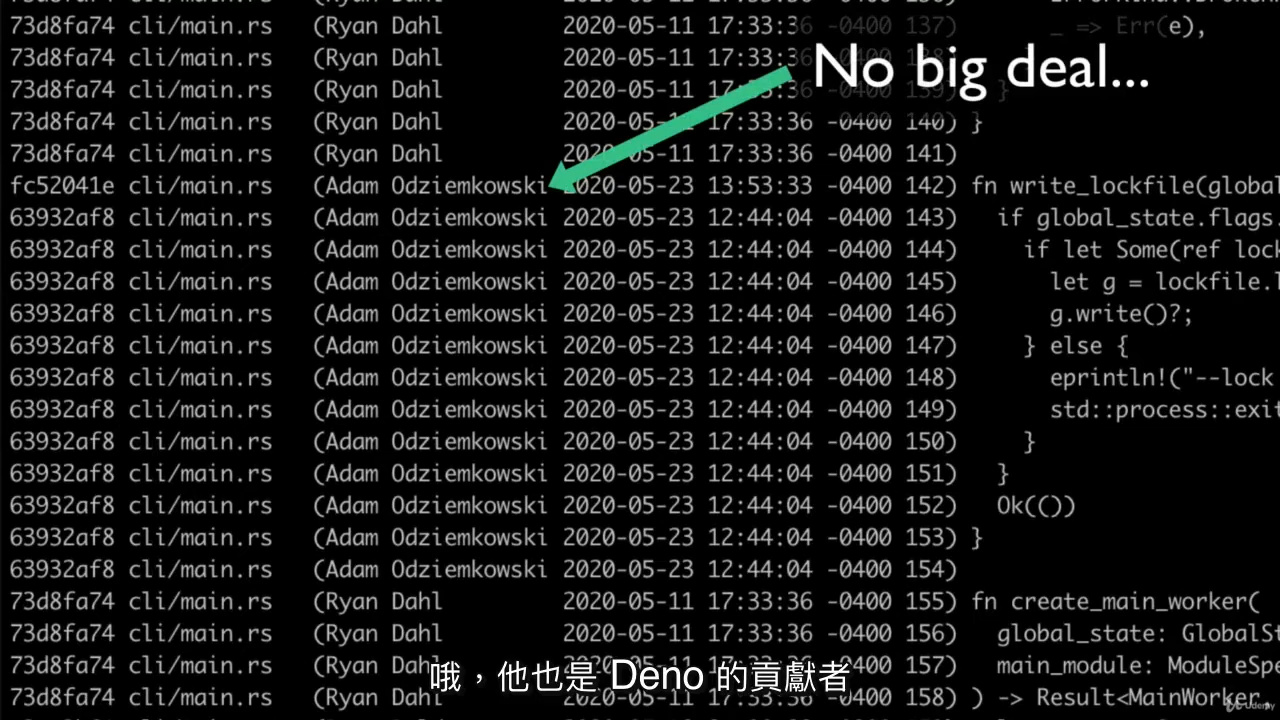 73d8fa74 cli/main.rs (Ryan Dahl 2020-05-11 17:33:36 -0400 137) _ => Err(e),
73d8fa74 cli/main.rs (Ryan Dahl 2020-05-11 17:33:36 -0400 138)
No big deal...
73d8fa74 cli/main.rs (Ryan Dahl 2020-05-11 17:33:36 -0400 139) }
73d8fa74 cli/main.rs (Ryan Dahl 2020-05-11 17:33:36 -0400 140) }
73d8fa74 cli/main.rs (Ryan Dahl 2020-05-11 17:33:36 -0400 141)
fc52041e cli/main.rs (Adam Odziemkowski 2020-05-23 13:53:33 -0400 142) fn write_lockfile(global
63932af8 cli/main.rs (Adam Odziemkowski 2020-05-23 12:44:04 -0400 143) if global_state.flags.
63932af8 cli/main.rs (Adam Odziemkowski 2020-05-23 12:44:04 -0400 144) if let Some(ref lock
63932af8 cli/main.rs (Adam Odziemkowski 2020-05-23 12:44:04 -0400 145) let g = lockfile.l
63932af8 cli/main.rs (Adam Odziemkowski 2020-05-23 12:44:04 -0400 146) g.write()?;
63932af8 cli/main.rs (Adam Odziemkowski 2020-05-23 12:44:04 -0400 147) } else {
63932af8 cli/main.rs (Adam Odziemkowski 2020-05-23 12:44:04 -0400 148) eprintln!("--lock
63932af8 cli/main.rs (Adam Odziemkowski 2020-05-23 12:44:04 -0400 149) std::process::exit
63932af8 cli/main.rs (Adam Odziemkowski 2020-05-23 12:44:04 -0400 150) }
63932af8 cli/main.rs (Adam Odziemkowski 2020-05-23 12:44:04 -0400 151) }
63932af8 cli/main.rs (Adam Odziemkowski 2020-05-23 12:44:04 -0400 152) Ok(())
63932af8 cli/main.rs (Adam Odziemkowski 2020-05-23 12:44:04 -0400 153) }
63932af8 cli/main.rs (Adam Odziemkowski 2020-05-23 12:44:04 -0400 154)
73d8fa74 cli/main.rs (Ryan Dahl 2020-05-11 17:33:36 -0400 155) fn create_main_worker(
73d8fa74 cli/main.rs (Ryan Dahl 2020-05-11 17:33:36 -0400 156) global_state: GlobalSt
73d8fa74 cli/main.rs (Ryan Dahl 2020-05-11 17:33:36 -0400 157) main_module: ModuleSpe
哦，他也是 Deno 的貢獻者
73d8fa74 cli/main.rs (Ryan Dahl 2020-05-11 17:33:36 -0400 158) ) -> Result<MainWorker,
Udemy